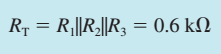 R_T = R_1||R_2||R_3 = 0.6 kΩ